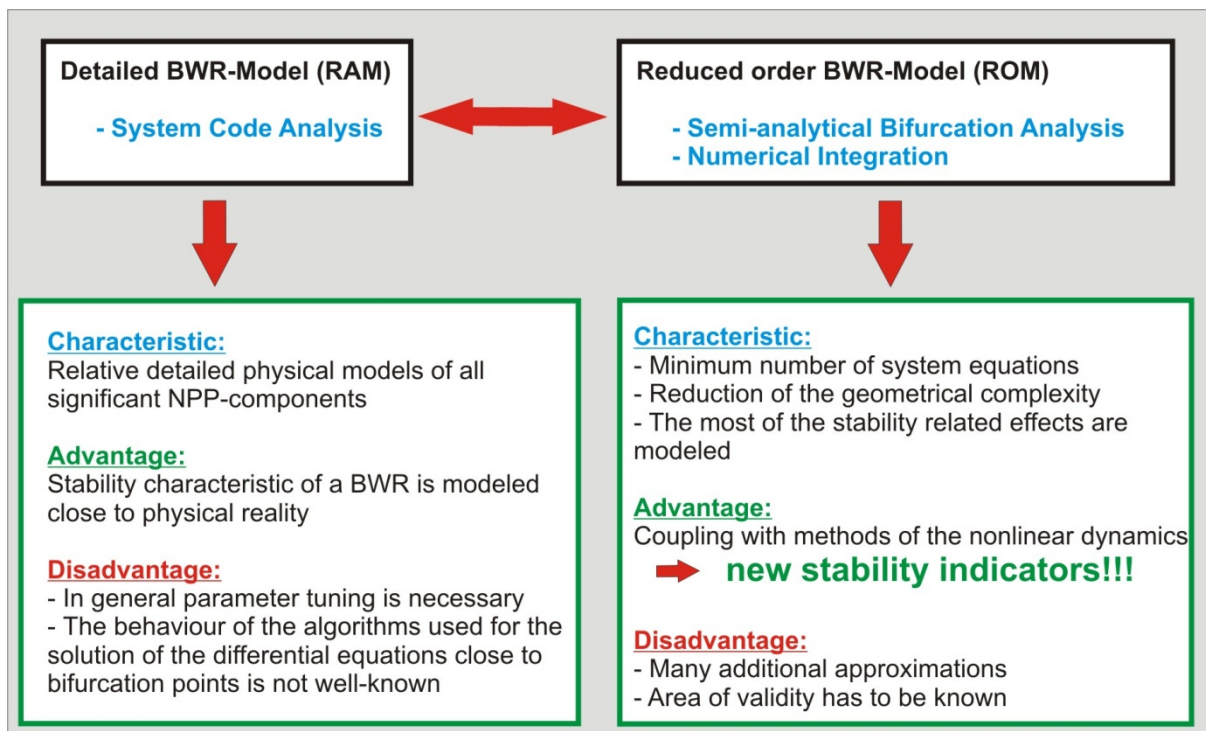 Detailed BWR-Model (RAM)
- System Code Analysis
Reduced order BWR-Model (ROM)
- Semi-analytical Bifurcation Analysis
- Numerical Integration
Characteristic:
Relative detailed physical models of all
significant NPP-components
Advantage:
Stability characteristic of a BWR is modeled
close to physical reality
Disadvantage:
- In general parameter tuning is necessary
- The behaviour of the algorithms used for the
solution of the differential equations close to
bifurcation points is not well-known
Characteristic:
- Minimum number of system equations
- Reduction of the geometrical complexity
- The most of the stability related effects are
modeled
Advantage:
Coupling with methods of the nonlinear dynamics
new stability indicators!!!
Disadvantage:
- Many additional approximations
- Area of validity has to be known